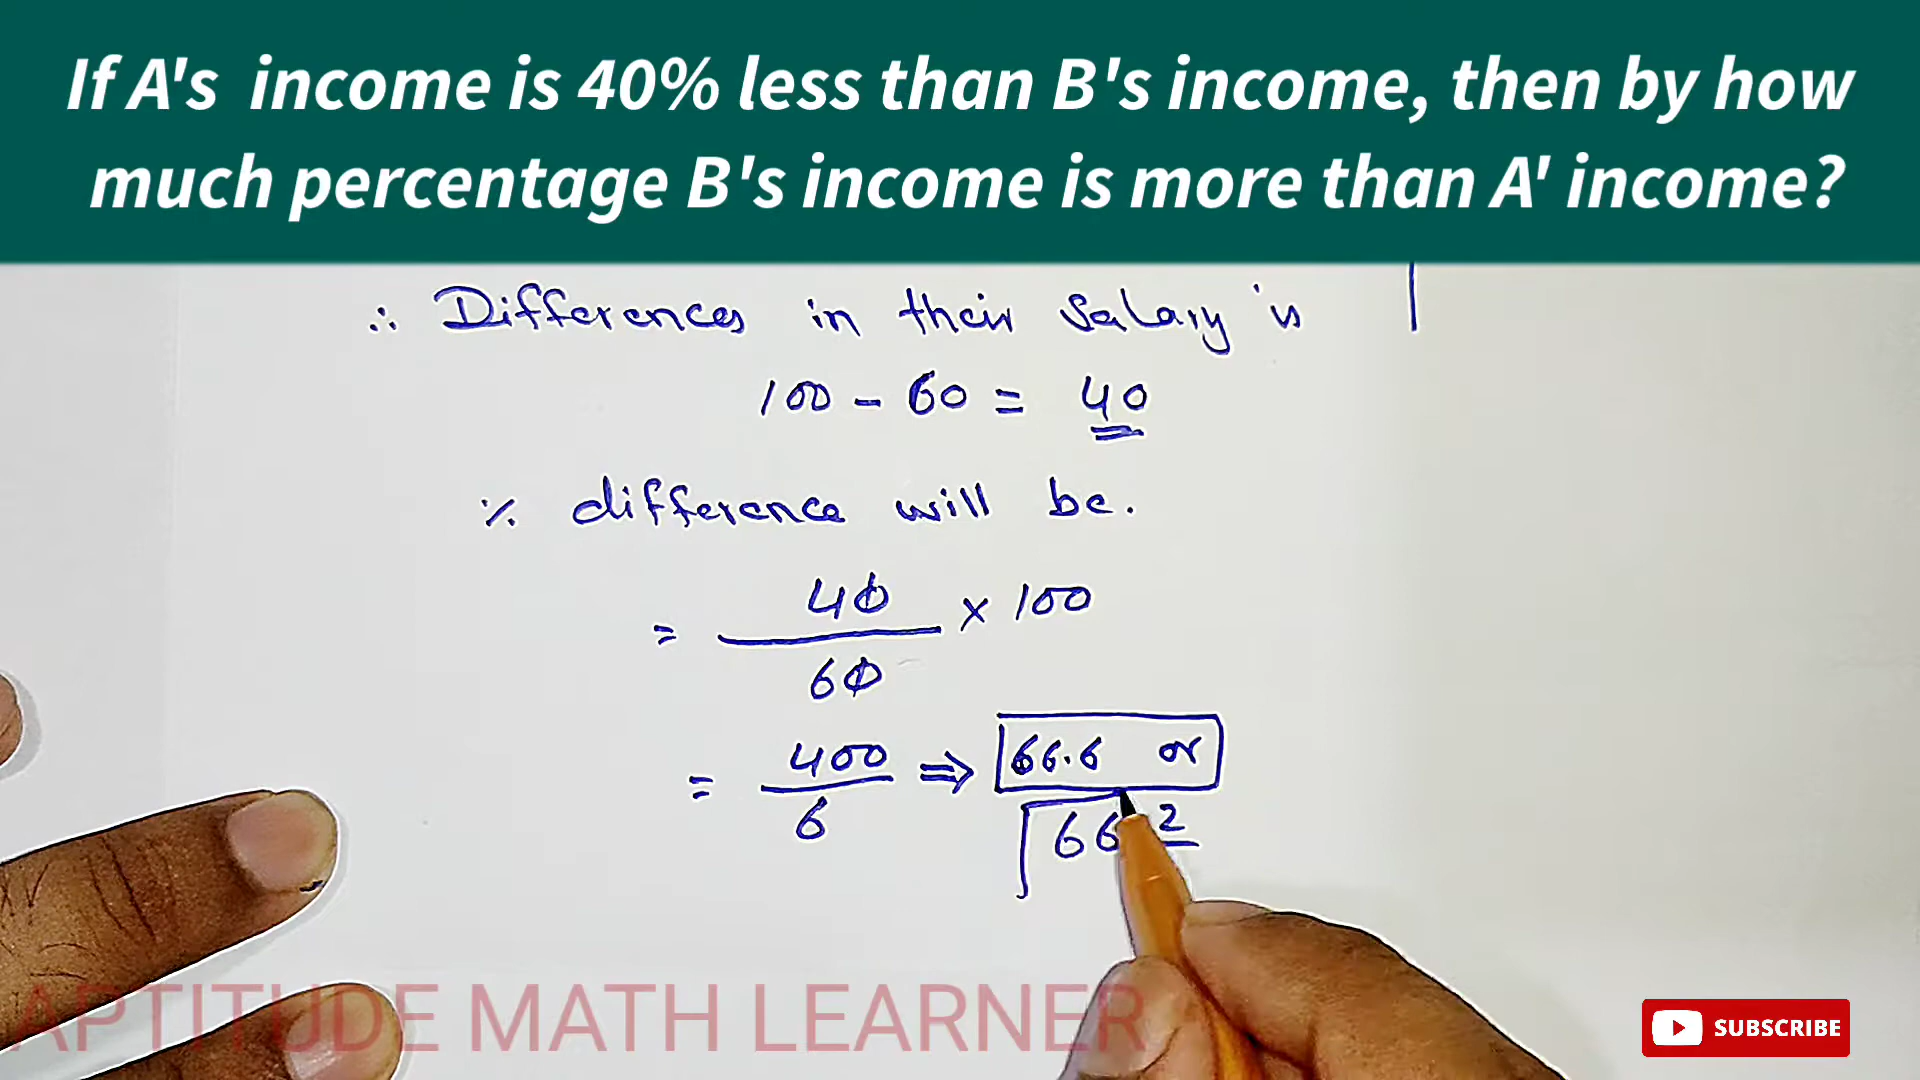 If A's income is 40% less than B's income, then by how
much percentage B's income is more than A' income?
∴ Differences in their Salary is
100 - 60 = 40
% difference will be.
= 40/60 × 100
= 400/6 ⇒ 66.6 or
66 2
APTITUDE MATH LEARNER
SUBSCRIBE